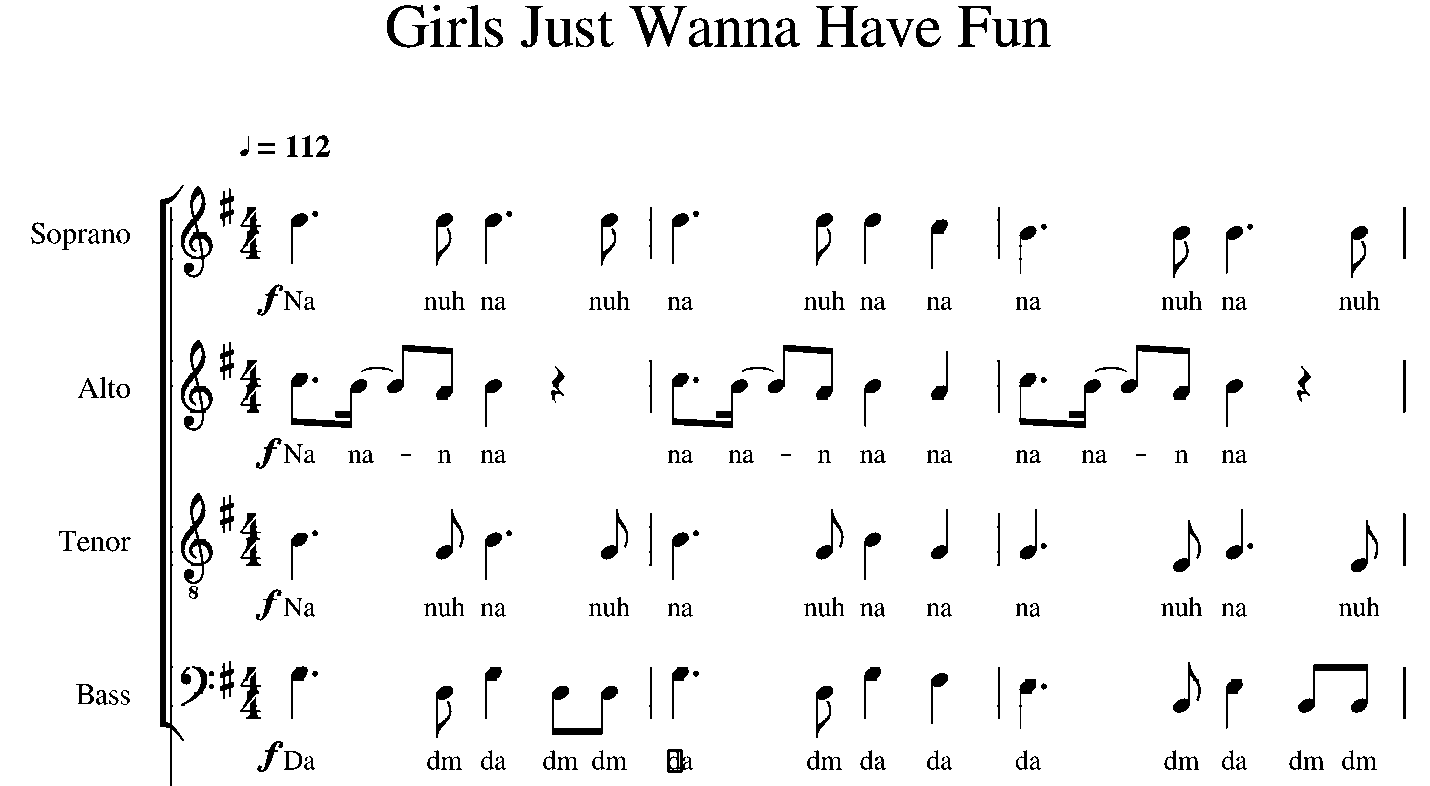 Girls Just Wanna Have Fun
♩ = 112
Soprano
f Na nuh na nuh na nuh na na na nuh na nuh
Alto
f Na na - n na na na - n na na na na - n na
Tenor
8
f Na nuh na nuh na nuh na na na nuh na nuh
Bass
f Da dm da dm dm da dm da da da dm da dm dm